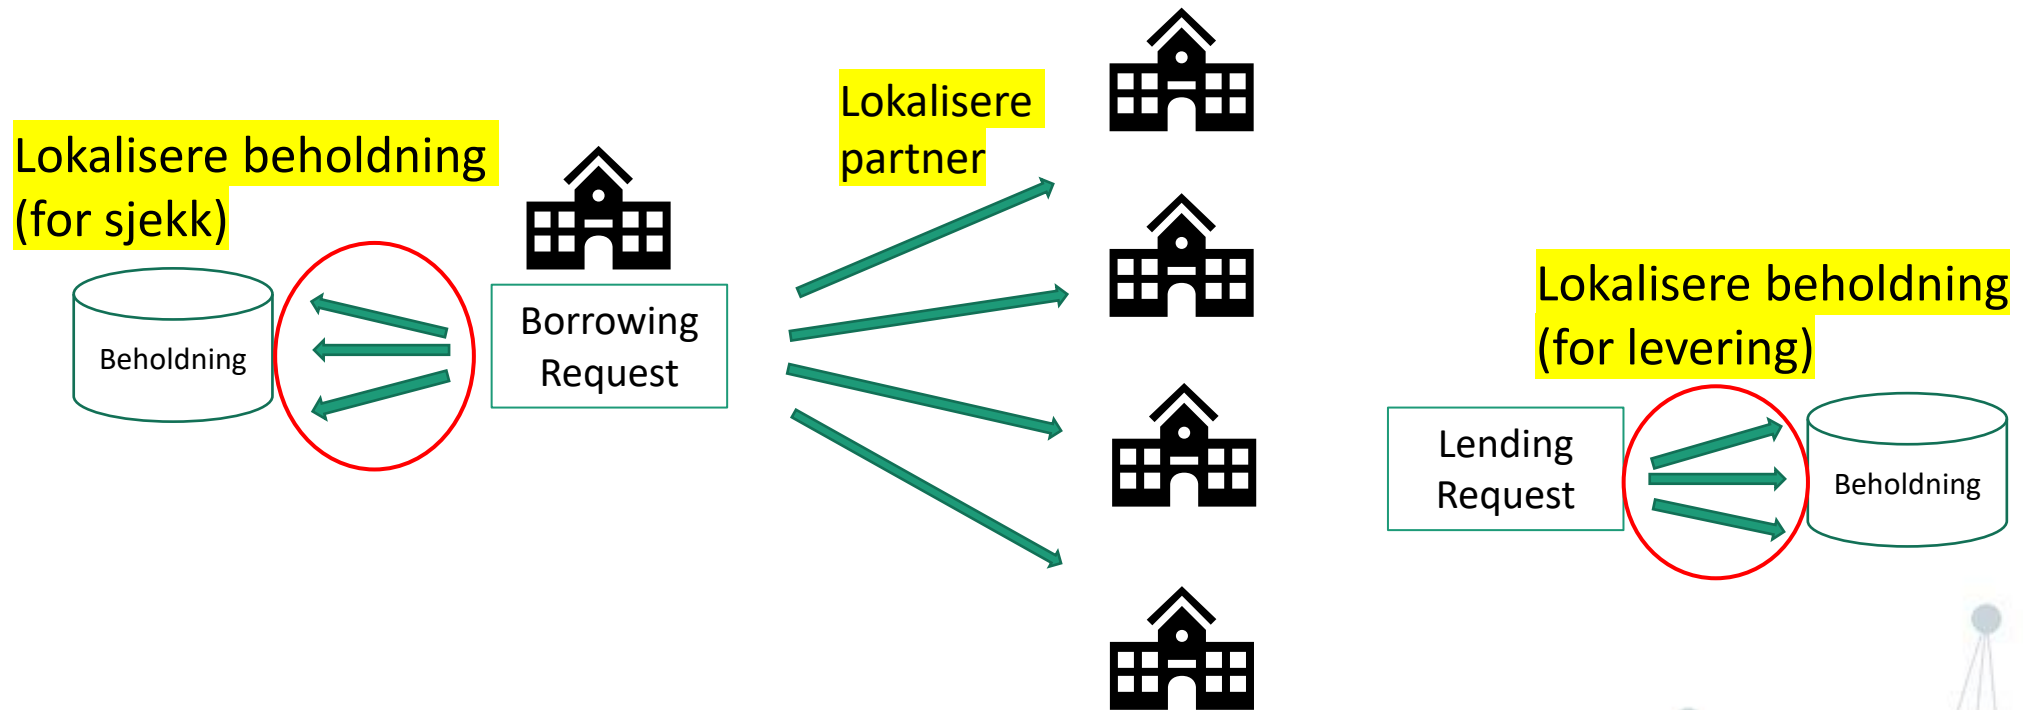 Lokalisere beholdning
(for sjekk)
Beholdning
Borrowing
Request
Lokalisere
partner
Lokalisere beholdning
(for levering)
Lending
Request
Beholdning